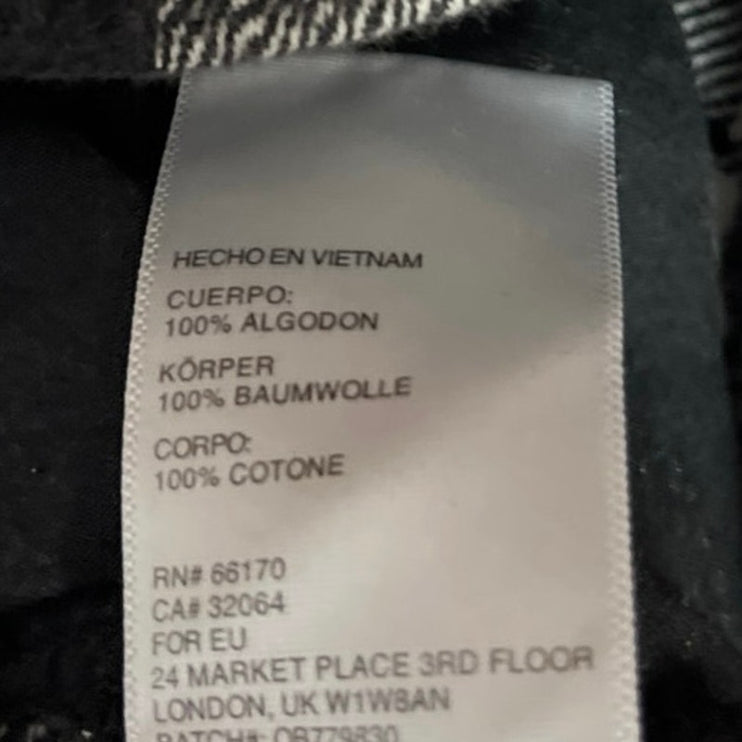 HECHO EN VIETNAM
CUERPO:
100% ALGODON
KÖRPER
100% BAUMWOLLE
CORPO:
100% COTONE
RN# 66170
CA# 32064
FOR EU
24 MARKET PLACE 3RD FLOOR
LONDON, UK W1W8AN